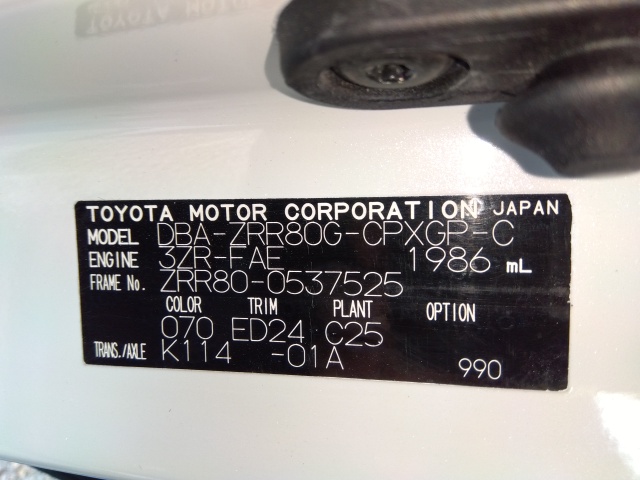 TOYOTA MOTOR CORPORATION JAPAN
MODEL DBA-ZRR80G-CPXGP-C
ENGINE 3ZR-FAE 1986 mL
FRAME No. ZRR80-0537525
COLOR TRIM PLANT OPTION
070 ED24 C25
TRANS./AXLE K114 -01A 990